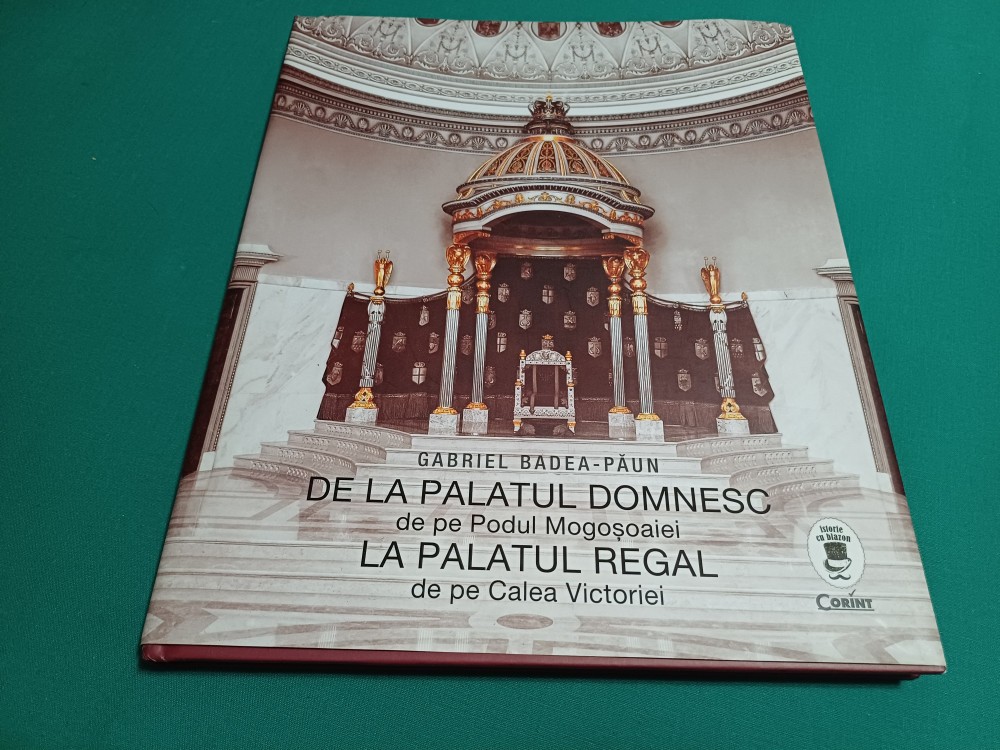 GABRIEL BADEA-PĂUN
DE LA PALATUL DOMNESC
de pe Podul Mogoșoaiei
LA PALATUL REGAL
de pe Calea Victoriei
istorie
cu blazon
CORINT